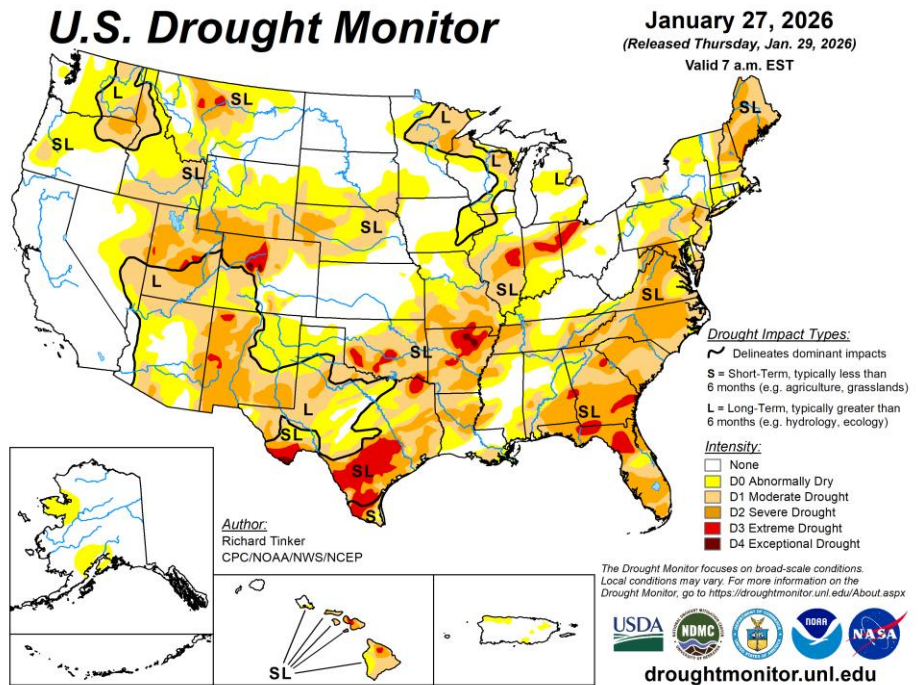 U.S. Drought Monitor
January 27, 2026
(Released Thursday, Jan. 29, 2026)
Valid 7 a.m. EST
L
SL
SL
SL
L
L
L
SL
SL
SL
SL
L
SL
L
SL
SL
SL
S
SL
Drought Impact Types:
Delineates dominant impacts
S = Short-Term, typically less than
6 months (e.g. agriculture, grasslands)
L = Long-Term, typically greater than
6 months (e.g. hydrology, ecology)
Intensity:
None
D0 Abnormally Dry
D1 Moderate Drought
D2 Severe Drought
D3 Extreme Drought
D4 Exceptional Drought
Author:
Richard Tinker
CPC/NOAA/NWS/NCEP
SL
The Drought Monitor focuses on broad-scale conditions.
Local conditions may vary. For more information on the
Drought Monitor, go to https://droughtmonitor.unl.edu/About.aspx
USDA
NDMC
NOAA
NASA
droughtmonitor.unl.edu